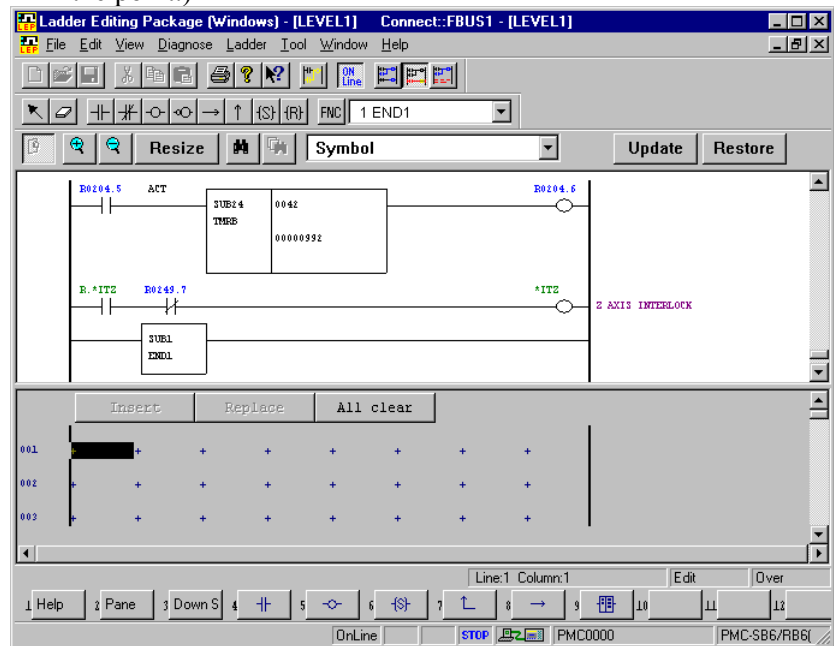 Ladder Editing Package (Windows) - [LEVEL1] Connect::FBUS1 - [LEVEL1]
File Edit View Diagnose Ladder Tool Window Help
ON Line
(S) (R) FNC 1 END1
Resize Symbol Update Restore
R0204.5 ACT R0204.6
SUB24 0042
TMRB
00000992
R.*ITZ R0249.7 *ITZ
Z AXIS INTERLOCK
SUB1
END1
Insert Replace All clear
001
002
003
Line:1 Column:1 Edit Over
1 Help 2 Pane 3 Down S 4 5 6 (S) 7 8 9 10 11 12
OnLine STOP PMC0000 PMC-SB6/RB6(